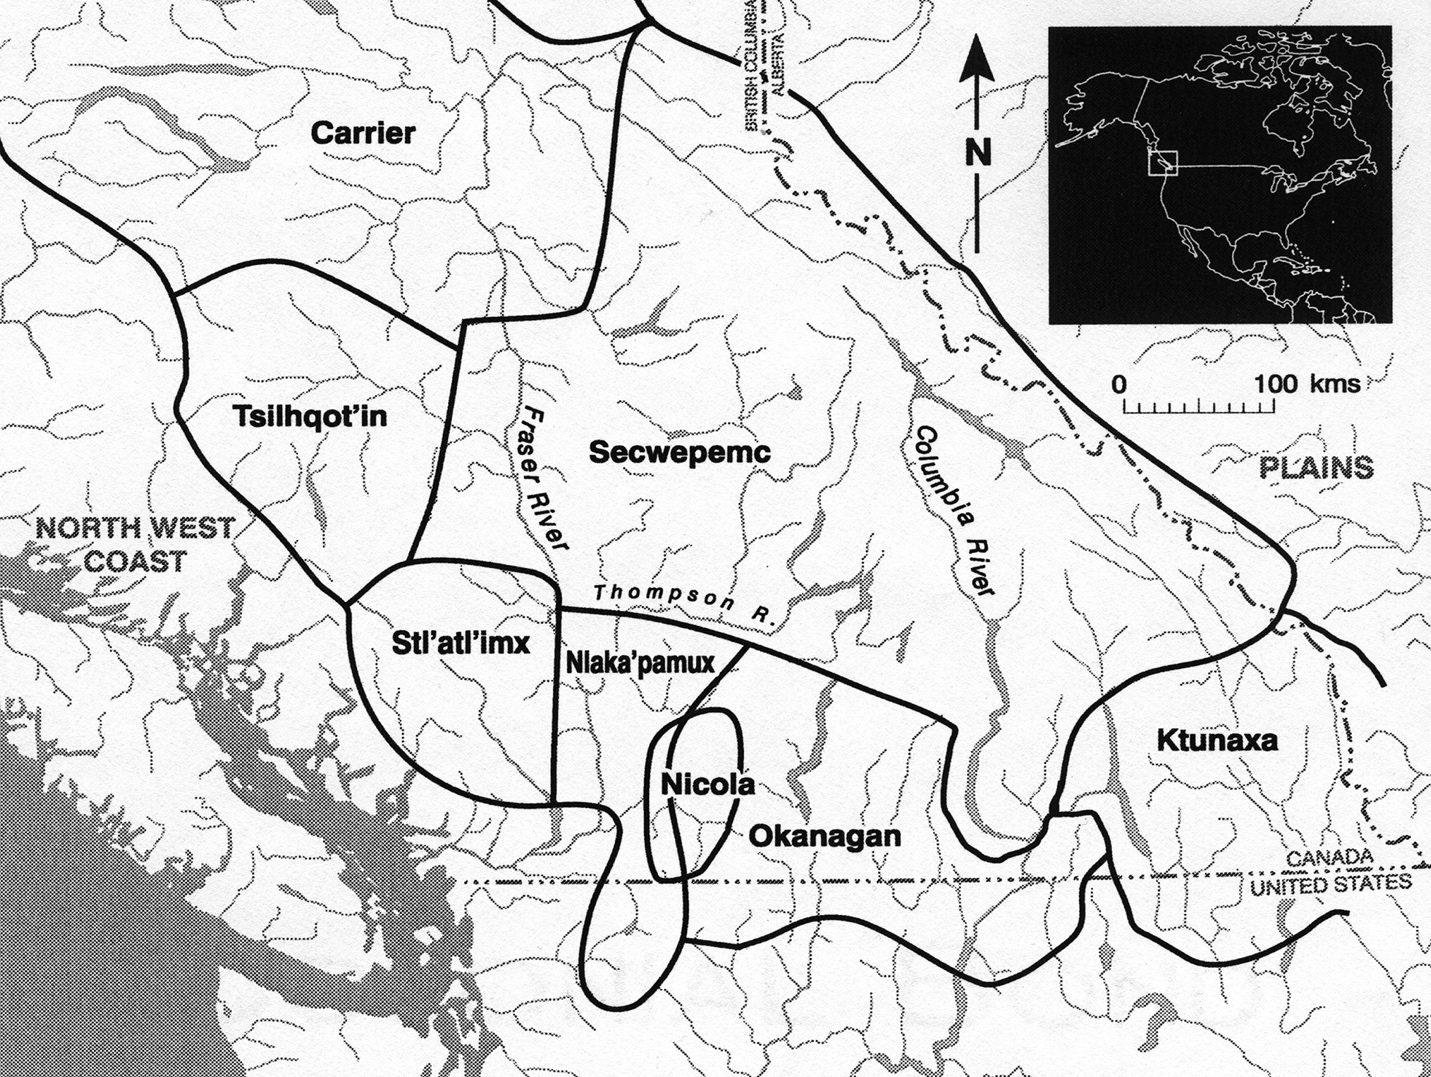 BRITISH COLUMBIA
ALBERTA
Carrier
N
0 100 kms
Tsilhqot'in
Fraser River
Secwepemc
Columbia River
PLAINS
NORTH WEST
COAST
Thompson R.
Stl'atl'imx
Nlaka'pamux
Ktunaxa
Nicola
Okanagan
CANADA
UNITED STATES